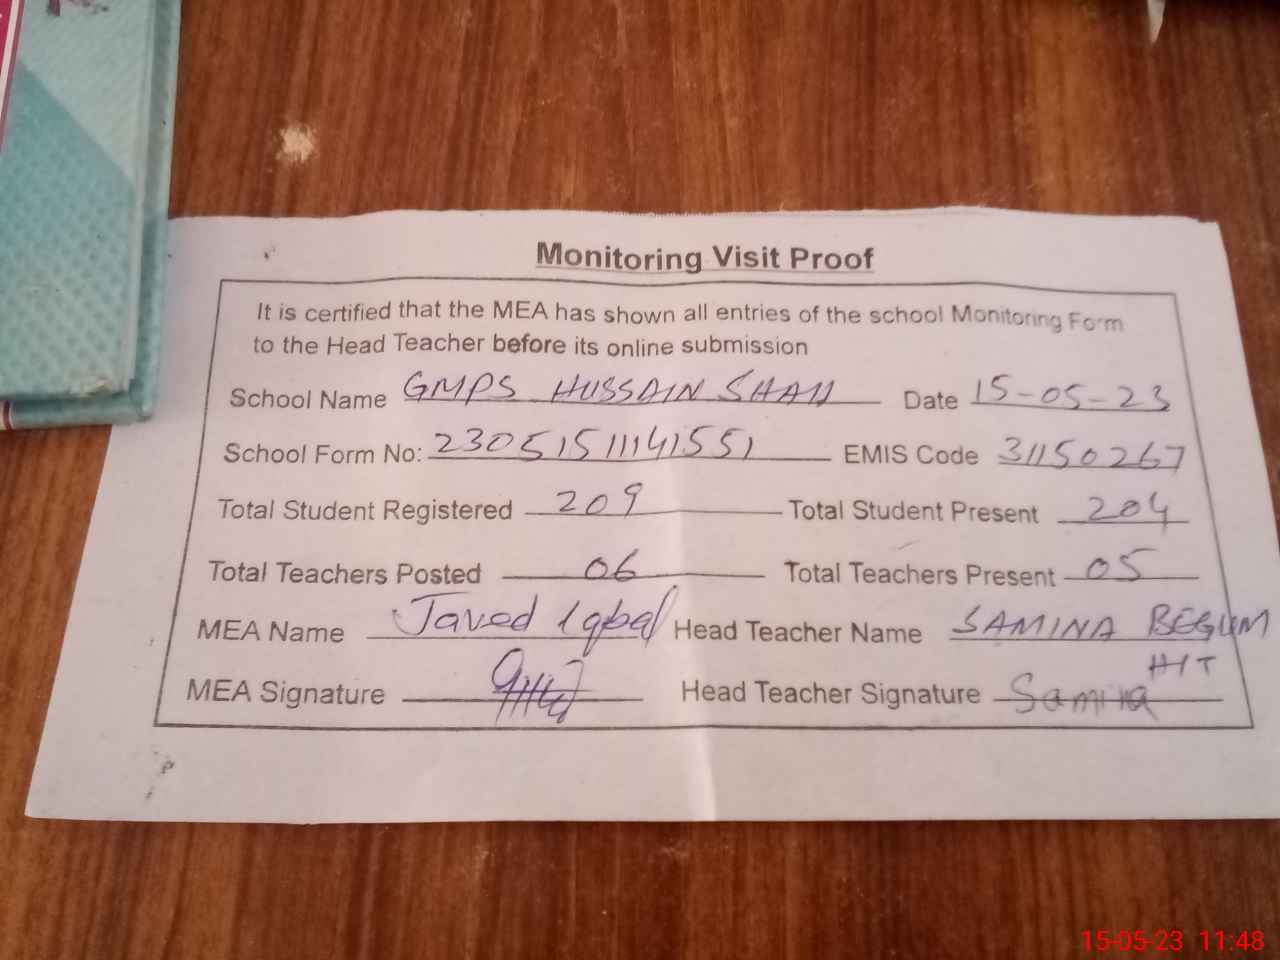 Monitoring Visit Proof
It is certified that the MEA has shown all entries of the school Monitoring Form
to the Head Teacher before its online submission
School Name GMPS HUSSAIN SHAH Date 15-05-23
School Form No: 23051511141551 EMIS Code 31150267
Total Student Registered 209 Total Student Present 204
Total Teachers Posted 06 Total Teachers Present 05
MEA Name Javed Iqbal Head Teacher Name SAMINA BEGUM
H/T
MEA Signature Head Teacher Signature Samina
15-05-23 11:48